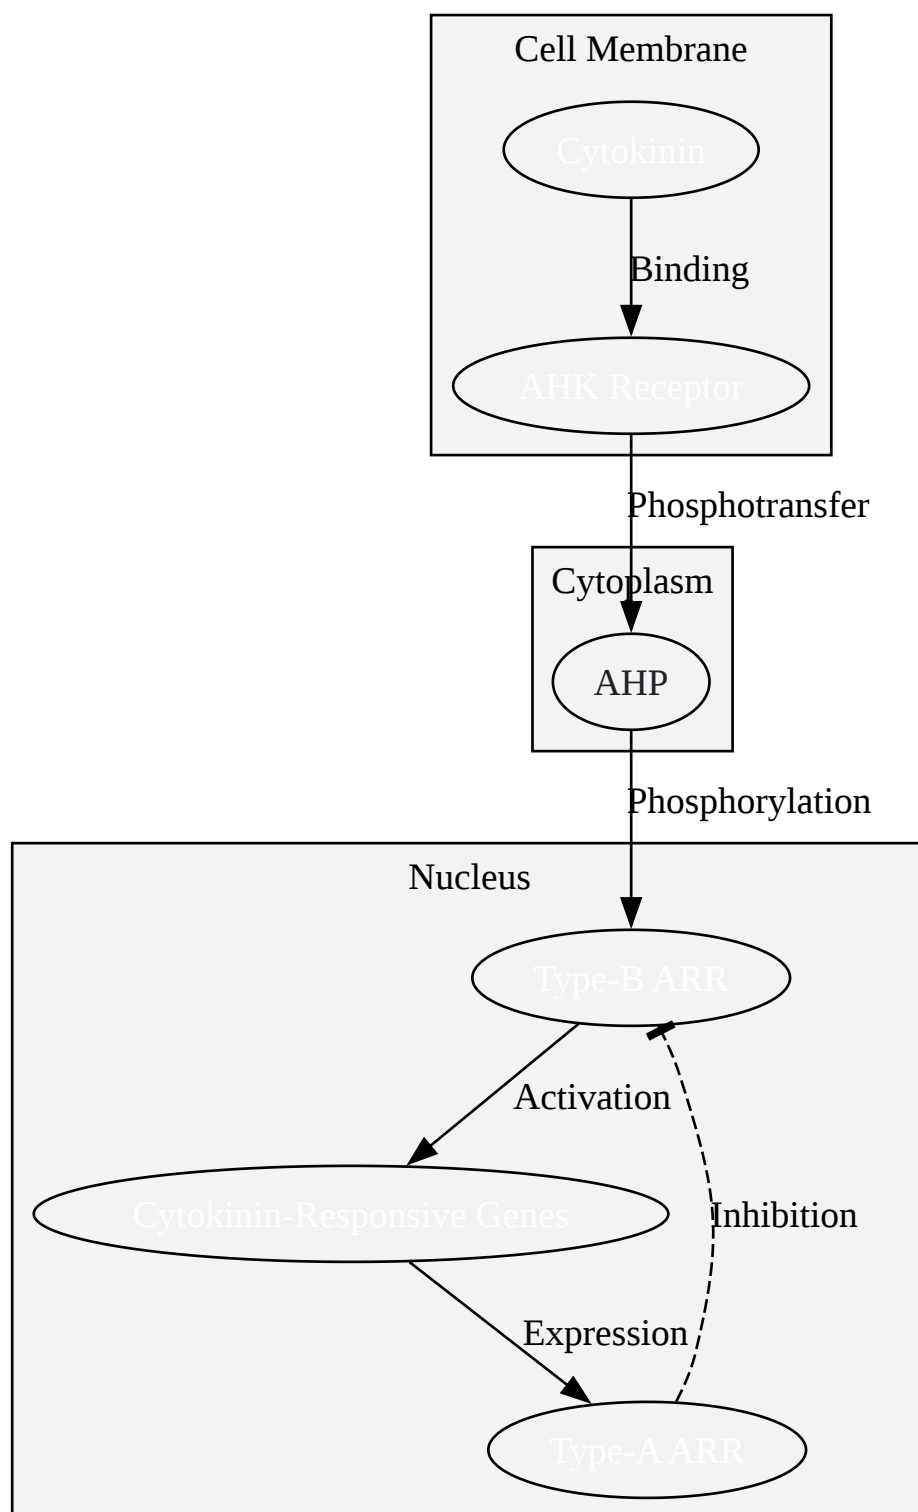 Cell Membrane
Cytokinin
Binding
AHK Receptor
Phosphotransfer
Cytoplasm
AHP
Phosphorylation
Nucleus
Type-B ARR
Activation
Cytokinin-Responsive Genes
Inhibition
Expression
Type-A ARR